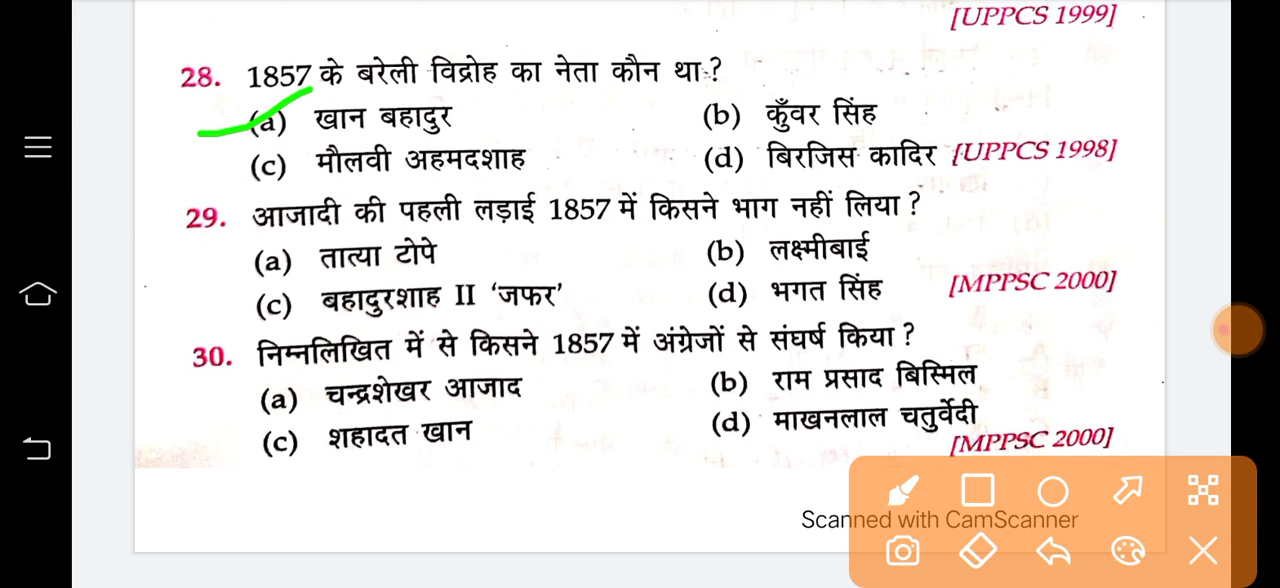 [UPPCS 1999]
28. 1857 के बरेली विद्रोह का नेता कौन था ?
(a) खान बहादुर (b) कुँवर सिंह
(c) मौलवी अहमदशाह (d) बिरजिस कादिर [UPPCS 1998]
29. आजादी की पहली लड़ाई 1857 में किसने भाग नहीं लिया ?
(a) तात्या टोपे (b) लक्ष्मीबाई
(c) बहादुरशाह II ‘जफर’ (d) भगत सिंह [MPPSC 2000]
30. निम्नलिखित में से किसने 1857 में अंग्रेजों से संघर्ष किया ?
(a) चन्द्रशेखर आजाद (b) राम प्रसाद बिस्मिल
(c) शहादत खान (d) माखनलाल चतुर्वेदी
[MPPSC 2000]
Scanned with CamScanner